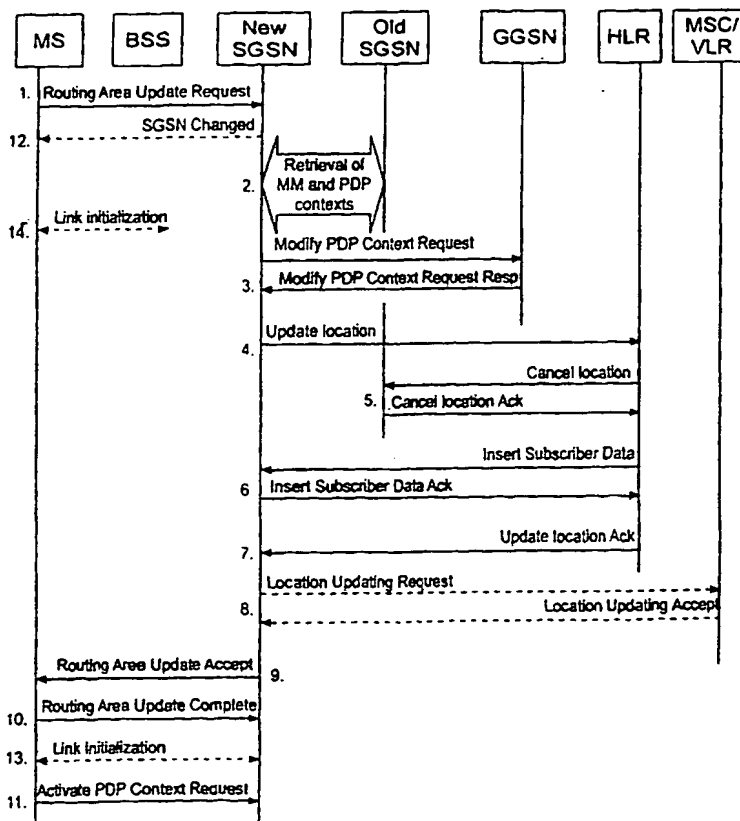 MS
BSS
New
SGSN
Old
SGSN
GGSN
HLR
MSC/
VLR
1. Routing Area Update Request
12. SGSN Changed
2. Retrieval of
MM and PDP
contexts
14. Link initialization
Modify PDP Context Request
3. Modify PDP Context Request Resp
4. Update location
Cancel location
5. Cancel location Ack
Insert Subscriber Data
6 Insert Subscriber Data Ack
7. Update location Ack
Location Updating Request
8. Location Updating Accept
Routing Area Update Accept 9.
10. Routing Area Update Complete
13. Link Initialization
11. Activate PDP Context Request